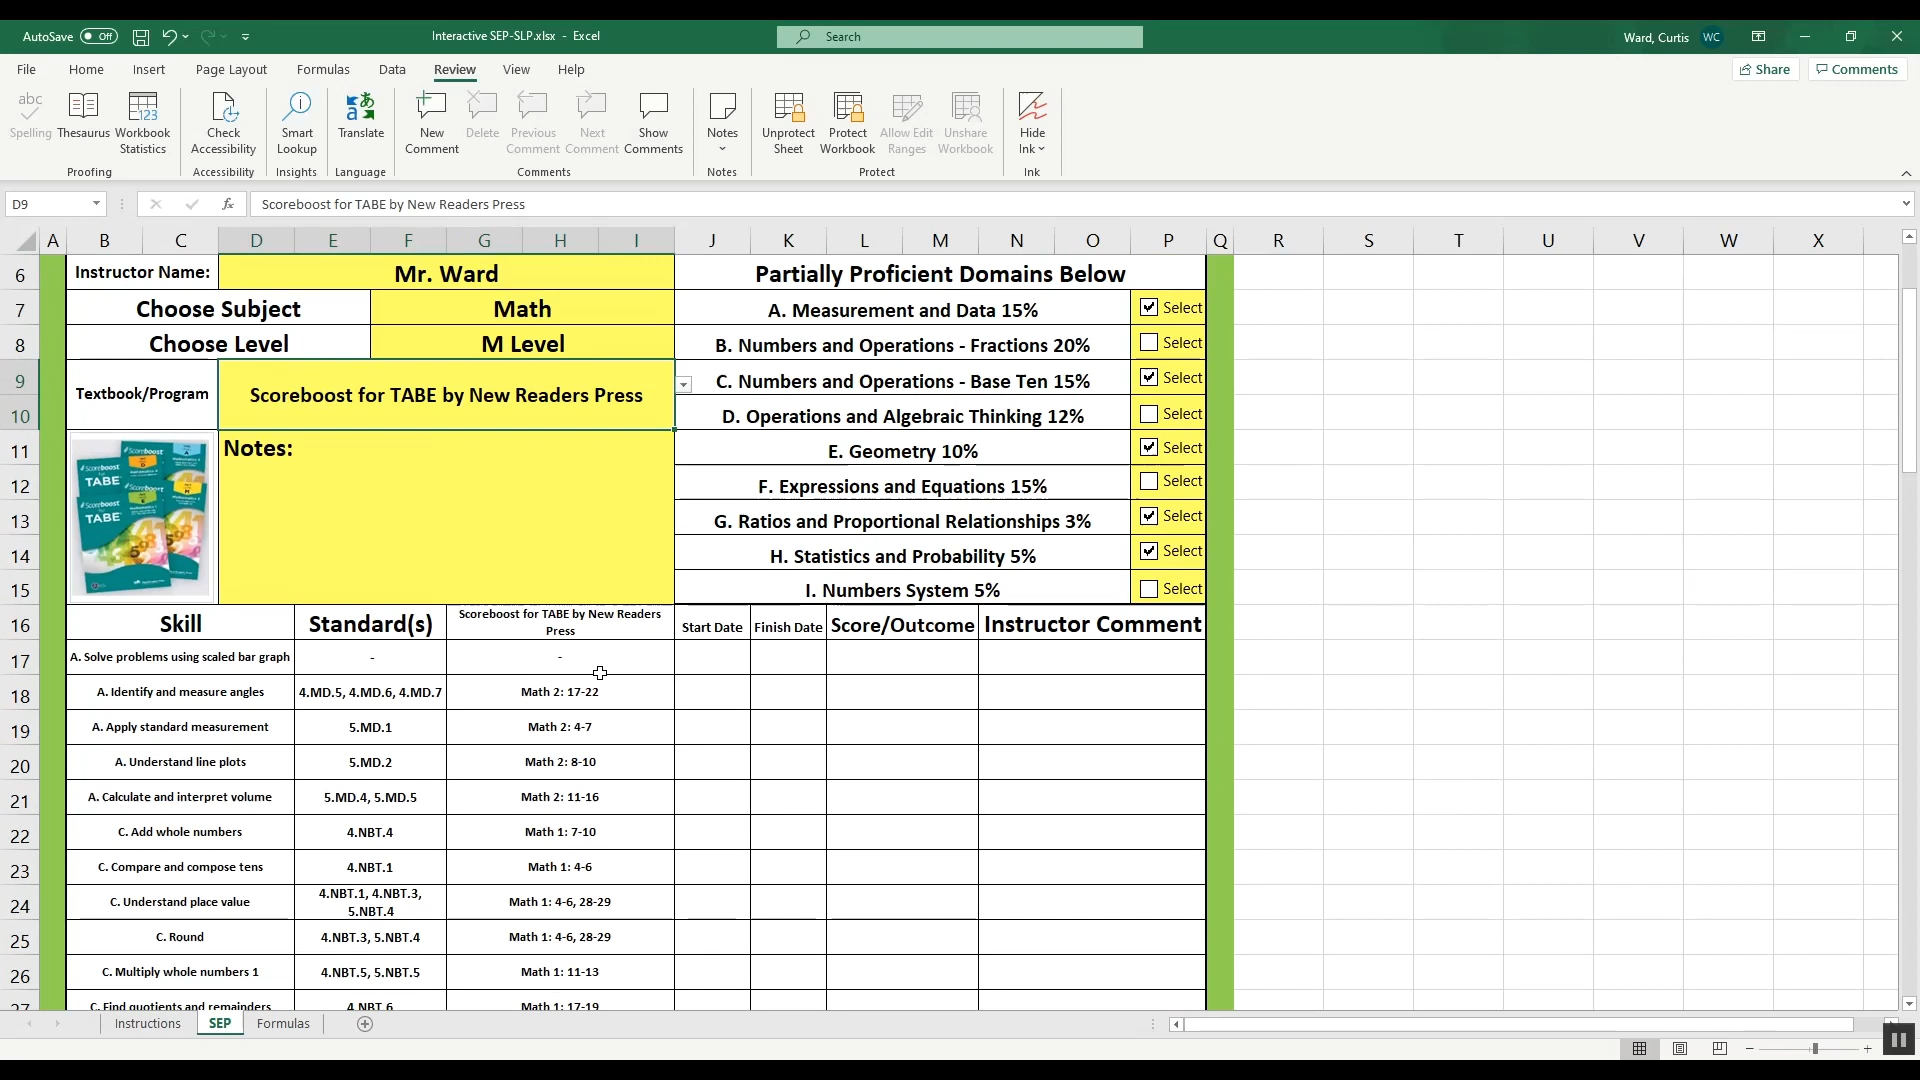 AutoSave Off Interactive SEP-SLP.xlsx - Excel Search Ward, Curtis WC
File Home Insert Page Layout Formulas Data Review View Help Share Comments
abc Spelling Thesaurus Workbook Statistics Check Accessibility Smart Lookup Translate New Comment Delete Previous Comment Next Comment Show Comments Notes Unprotect Sheet Protect Workbook Allow Edit Ranges Unshare Workbook Hide Ink
Proofing Accessibility Insights Language Comments Notes Protect Ink
D9 fx Scoreboost for TABE by New Readers Press
A B C D E F G H I J K L M N O P Q R S T U V W X
6 Instructor Name: Mr. Ward Partially Proficient Domains Below
7 Choose Subject Math A. Measurement and Data 15% Select
8 Choose Level M Level B. Numbers and Operations - Fractions 20% Select
9 Textbook/Program Scoreboost for TABE by New Readers Press C. Numbers and Operations - Base Ten 15% Select
10 D. Operations and Algebraic Thinking 12% Select
11 Notes: E. Geometry 10% Select
12 F. Expressions and Equations 15% Select
13 G. Ratios and Proportional Relationships 3% Select
14 H. Statistics and Probability 5% Select
15 I. Numbers System 5% Select
Scoreboost TABE
Scoreboost TABE
16 Skill Standard(s) Scoreboost for TABE by New Readers Press Start Date Finish Date Score/Outcome Instructor Comment
17 A. Solve problems using scaled bar graph - -
18 A. Identify and measure angles 4.MD.5, 4.MD.6, 4.MD.7 Math 2: 17-22
19 A. Apply standard measurement 5.MD.1 Math 2: 4-7
20 A. Understand line plots 5.MD.2 Math 2: 8-10
21 A. Calculate and interpret volume 5.MD.4, 5.MD.5 Math 2: 11-16
22 C. Add whole numbers 4.NBT.4 Math 1: 7-10
23 C. Compare and compose tens 4.NBT.1 Math 1: 4-6
24 C. Understand place value 4.NBT.1, 4.NBT.3, 5.NBT.4 Math 1: 4-6, 28-29
25 C. Round 4.NBT.3, 5.NBT.4 Math 1: 4-6, 28-29
26 C. Multiply whole numbers 1 4.NBT.5, 5.NBT.5 Math 1: 11-13
27 C. Find quotients and remainders 4.NBT.6 Math 1: 17-19
Instructions SEP Formulas